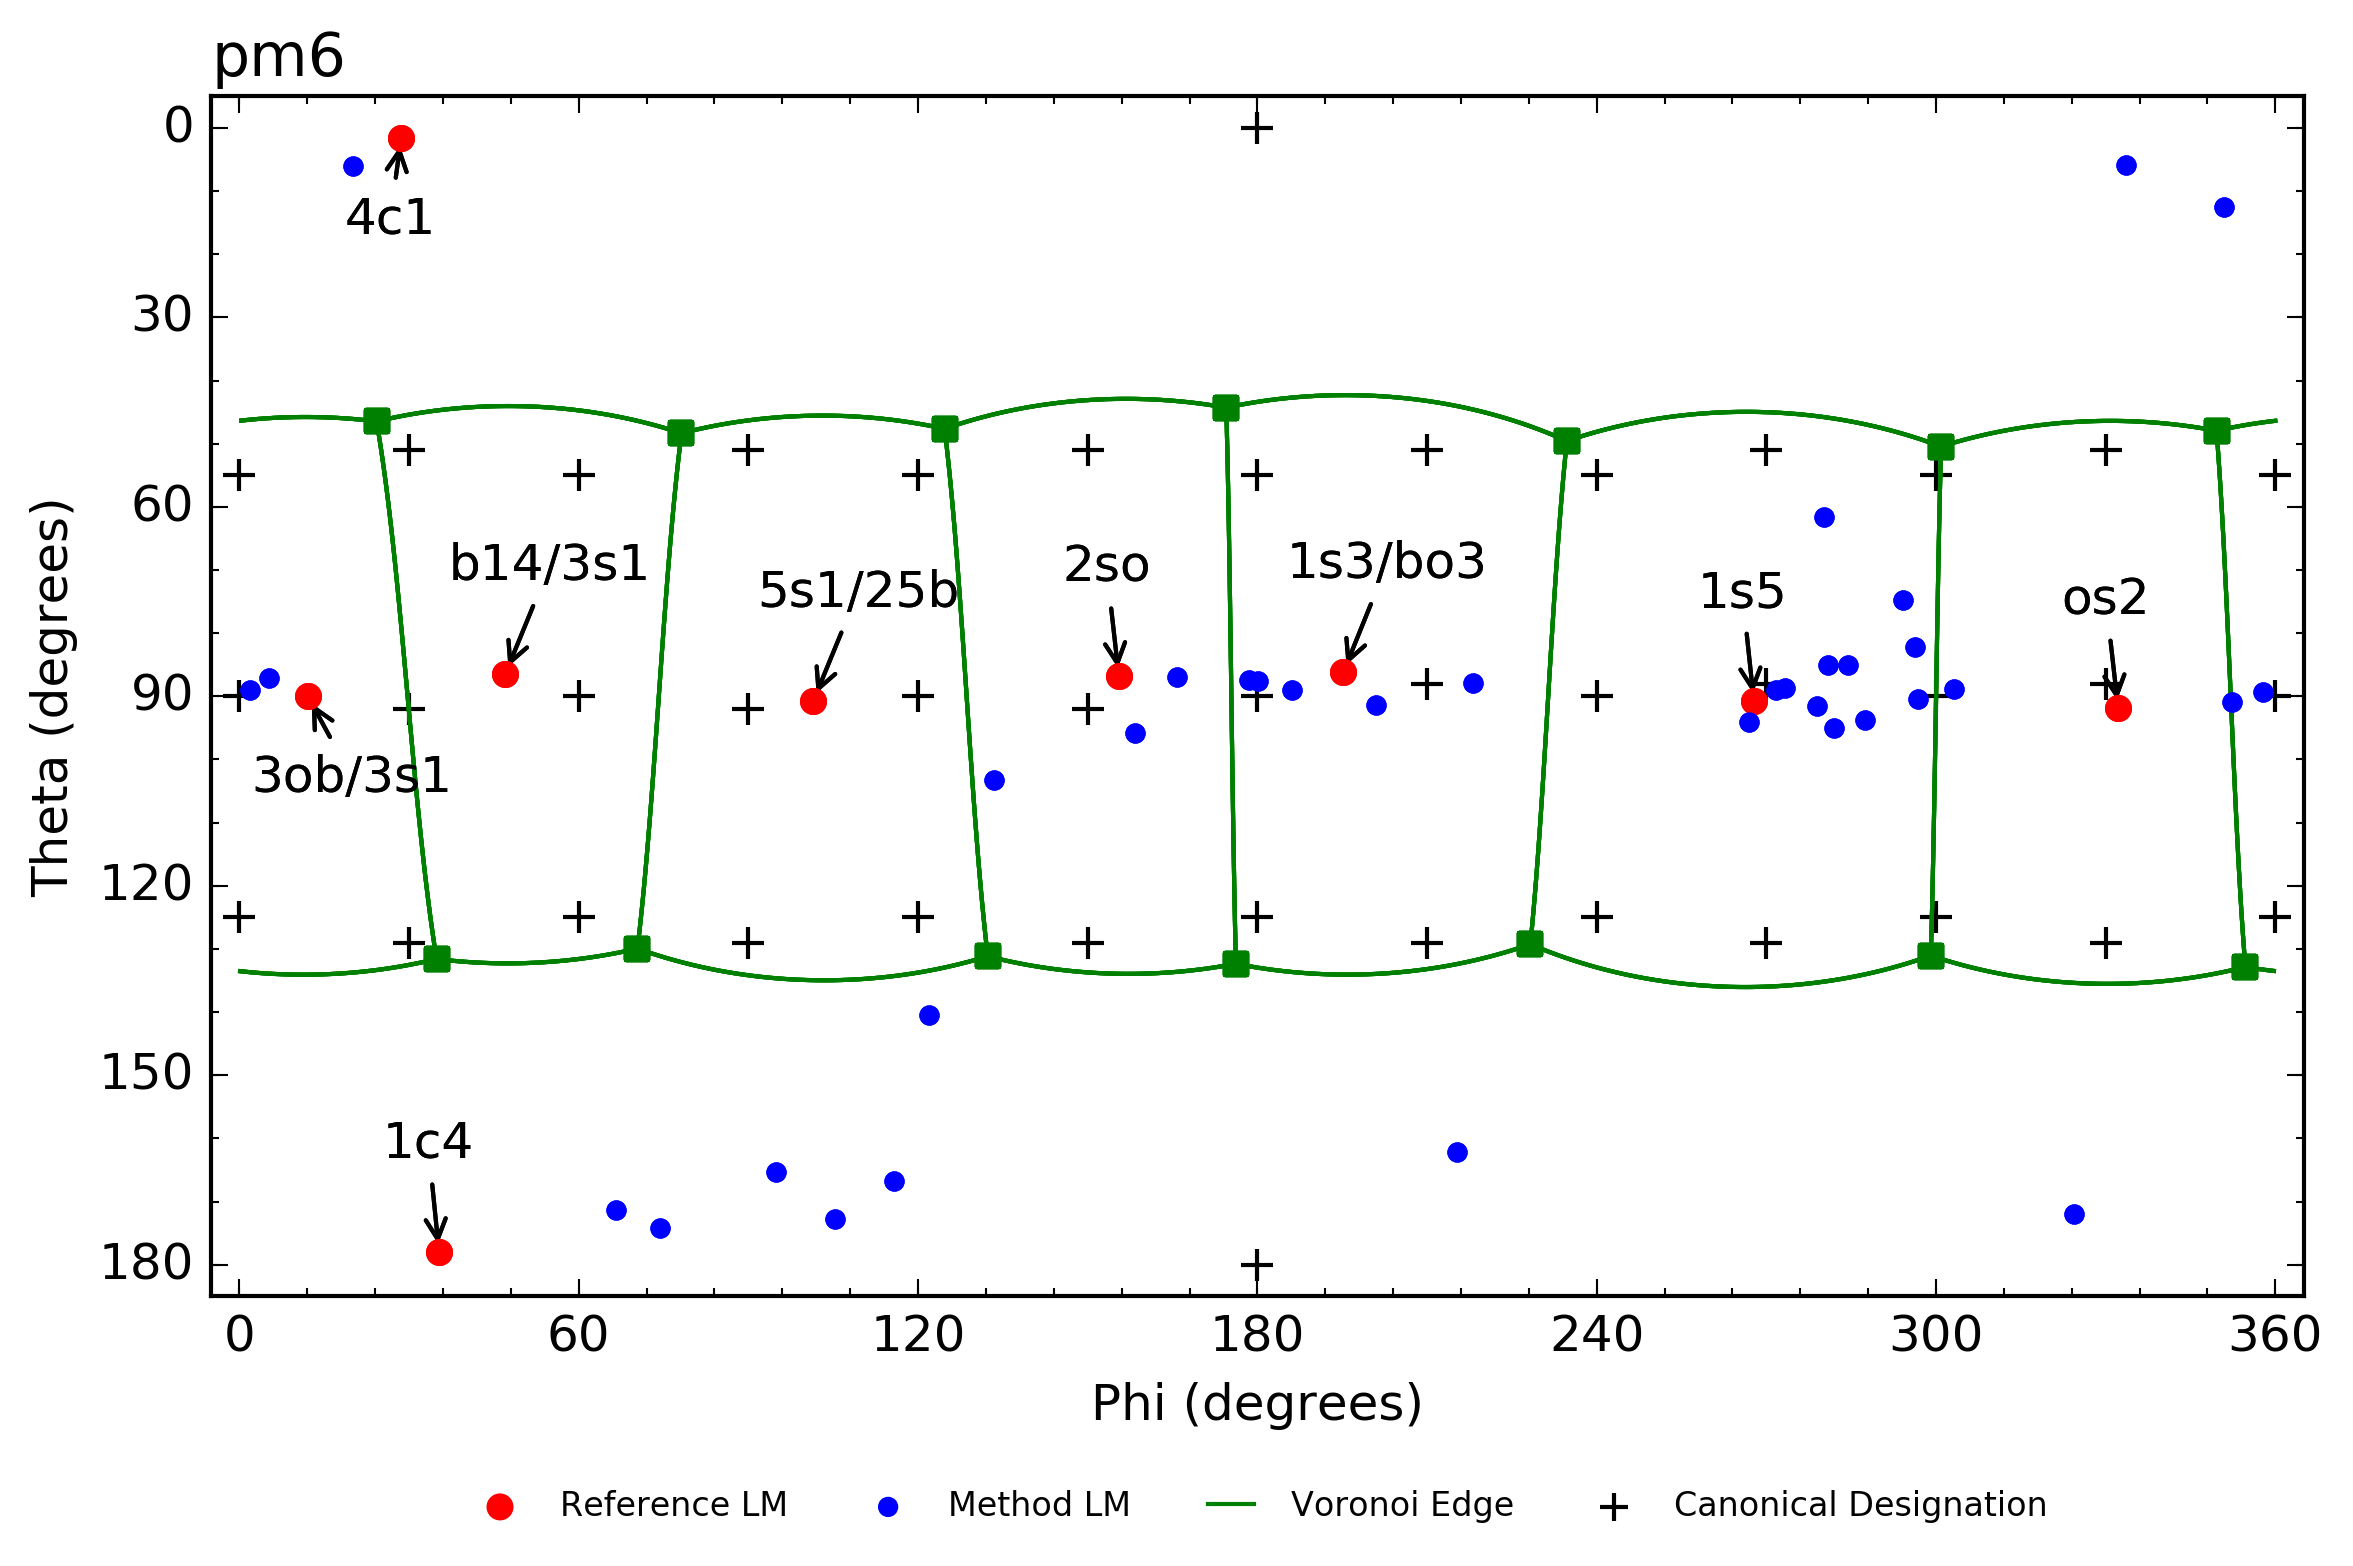 pm6
0
30
60
90
120
150
180
Theta (degrees)
4c1
b14/3s1
5s1/25b
2so
1s3/bo3
1s5
os2
3ob/3s1
1c4
0 60 120 180 240 300 360
Phi (degrees)
Reference LM Method LM Voronoi Edge Canonical Designation